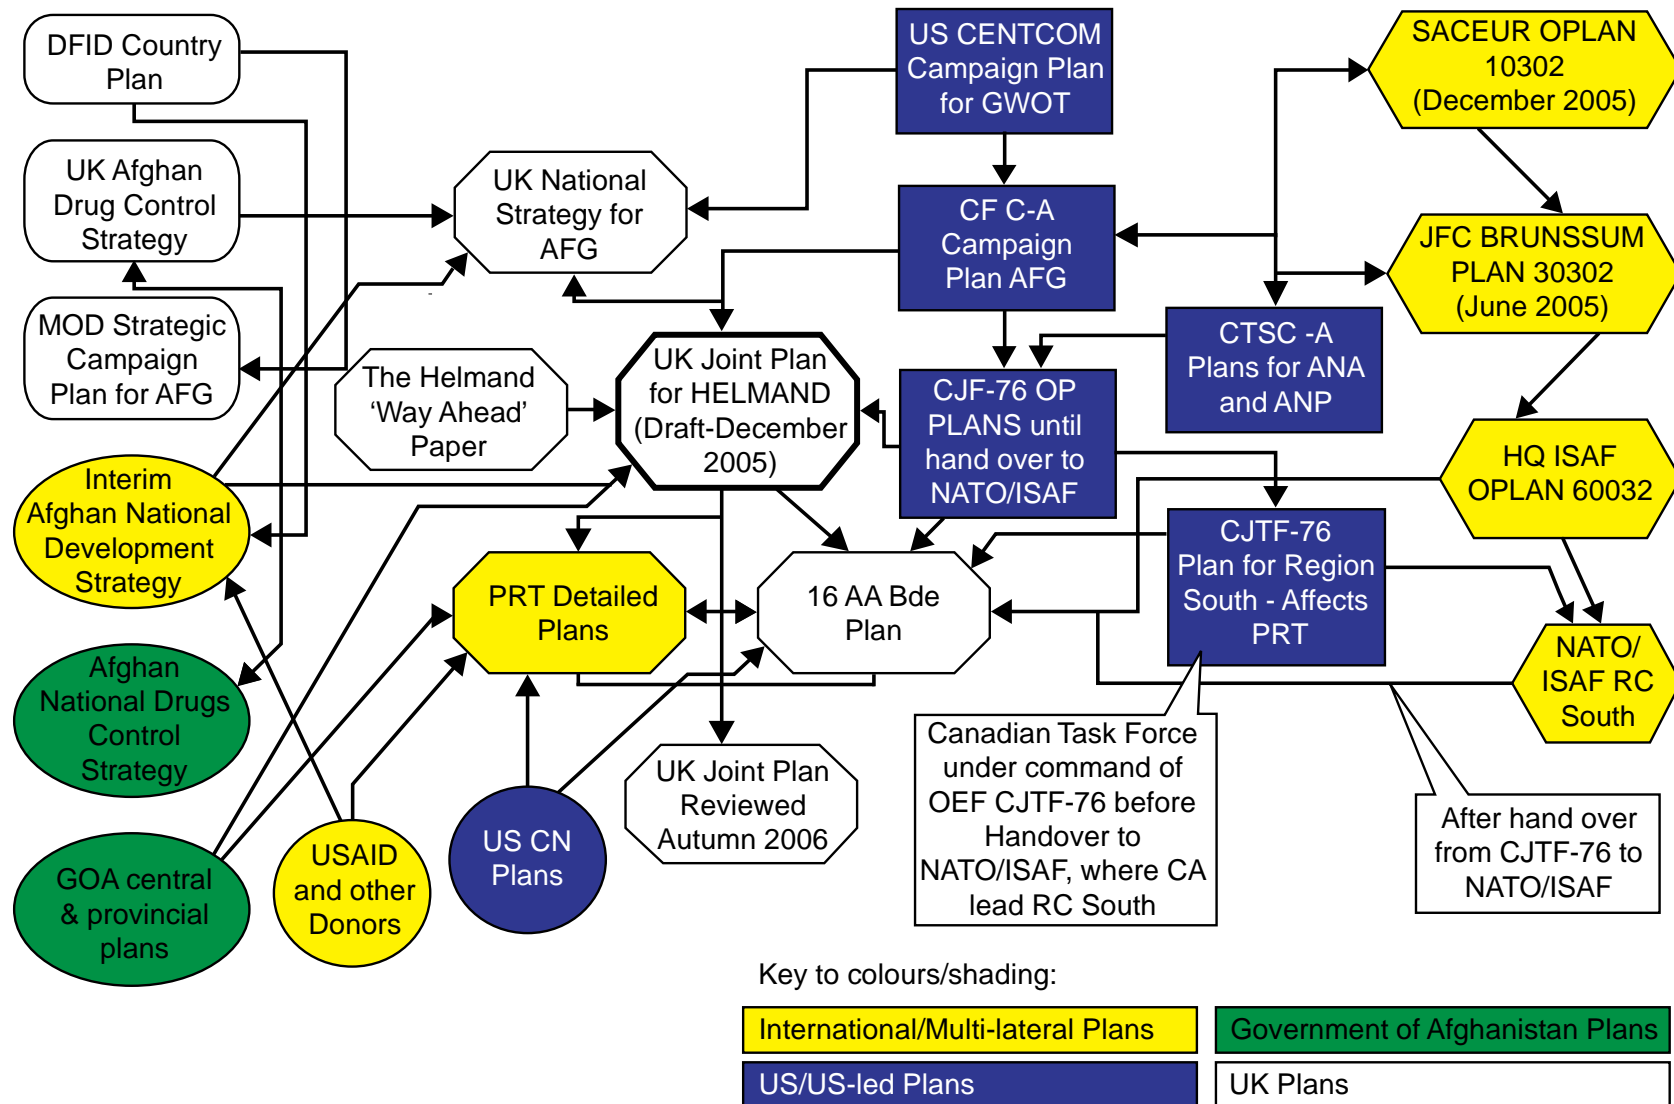 DFID Country
Plan
UK Afghan
Drug Control
Strategy
MOD Strategic
Campaign
Plan for AFG
Interim
Afghan National
Development
Strategy
Afghan
National Drugs
Control
Strategy
GOA central
& provincial
plans
UK National
Strategy for
AFG
The Helmand
‘Way Ahead’
Paper
UK Joint Plan
for HELMAND
(Draft-December
2005)
PRT Detailed
Plans
16 AA Bde
Plan
UK Joint Plan
Reviewed
Autumn 2006
USAID
and other
Donors
US CN
Plans
US CENTCOM
Campaign Plan
for GWOT
CF C-A
Campaign
Plan AFG
CJF-76 OP
PLANS until
hand over to
NATO/ISAF
CTSC -A
Plans for ANA
and ANP
CJTF-76
Plan for Region
South - Affects
PRT
SACEUR OPLAN
10302
(December 2005)
JFC BRUNSSUM
PLAN 30302
(June 2005)
HQ ISAF
OPLAN 60032
NATO/
ISAF RC
South
Canadian Task Force
under command of
OEF CJTF-76 before
Handover to
NATO/ISAF, where CA
lead RC South
After hand over
from CJTF-76 to
NATO/ISAF
Key to colours/shading:
International/Multi-lateral Plans
Government of Afghanistan Plans
US/US-led Plans
UK Plans